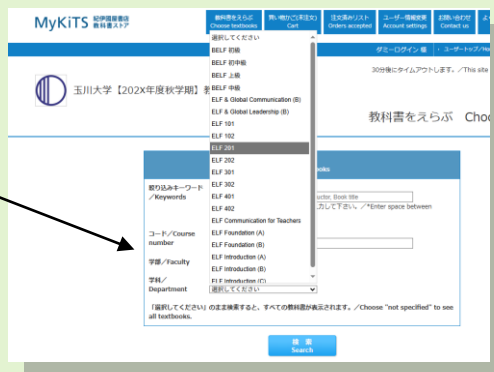 MyKiTS 紀伊國屋書店 教科書ストア
教科書をえらぶ Choose textbooks
買い物かご(未注文) Cart
注文済みリスト Orders accepted
ユーザー情報変更 Account settings
お問い合わせ Contact us
よ
ダミーログイン 様
ユーザートップ/Ho
30分後にタイムアウトします。/This site
玉川大学【202X年度秋学期】教
教科書をえらぶ Choo
選択してください
BELF 初級
BELF 初中級
BELF 上級
BELF 中級
ELF & Global Communication (B)
ELF & Global Leadership (B)
ELF 101
ELF 102
ELF 201
ELF 202
ELF 301
ELF 302
ELF 401
ELF 402
ELF Communication for Teachers
ELF Foundation (A)
ELF Foundation (B)
ELF Introduction (A)
ELF Introduction (B)
ELF Introduction (C)
ooks
絞り込みキーワード
/Keywords
uctor, Book title
力して下さい。/*Enter space between
コード/Course
number
学部/Faculty
学科/
Department
選択してください
「選択してください」のまま検索すると、すべての教科書が表示されます。/Choose "not specified" to see
all textbooks.
検 索
Search